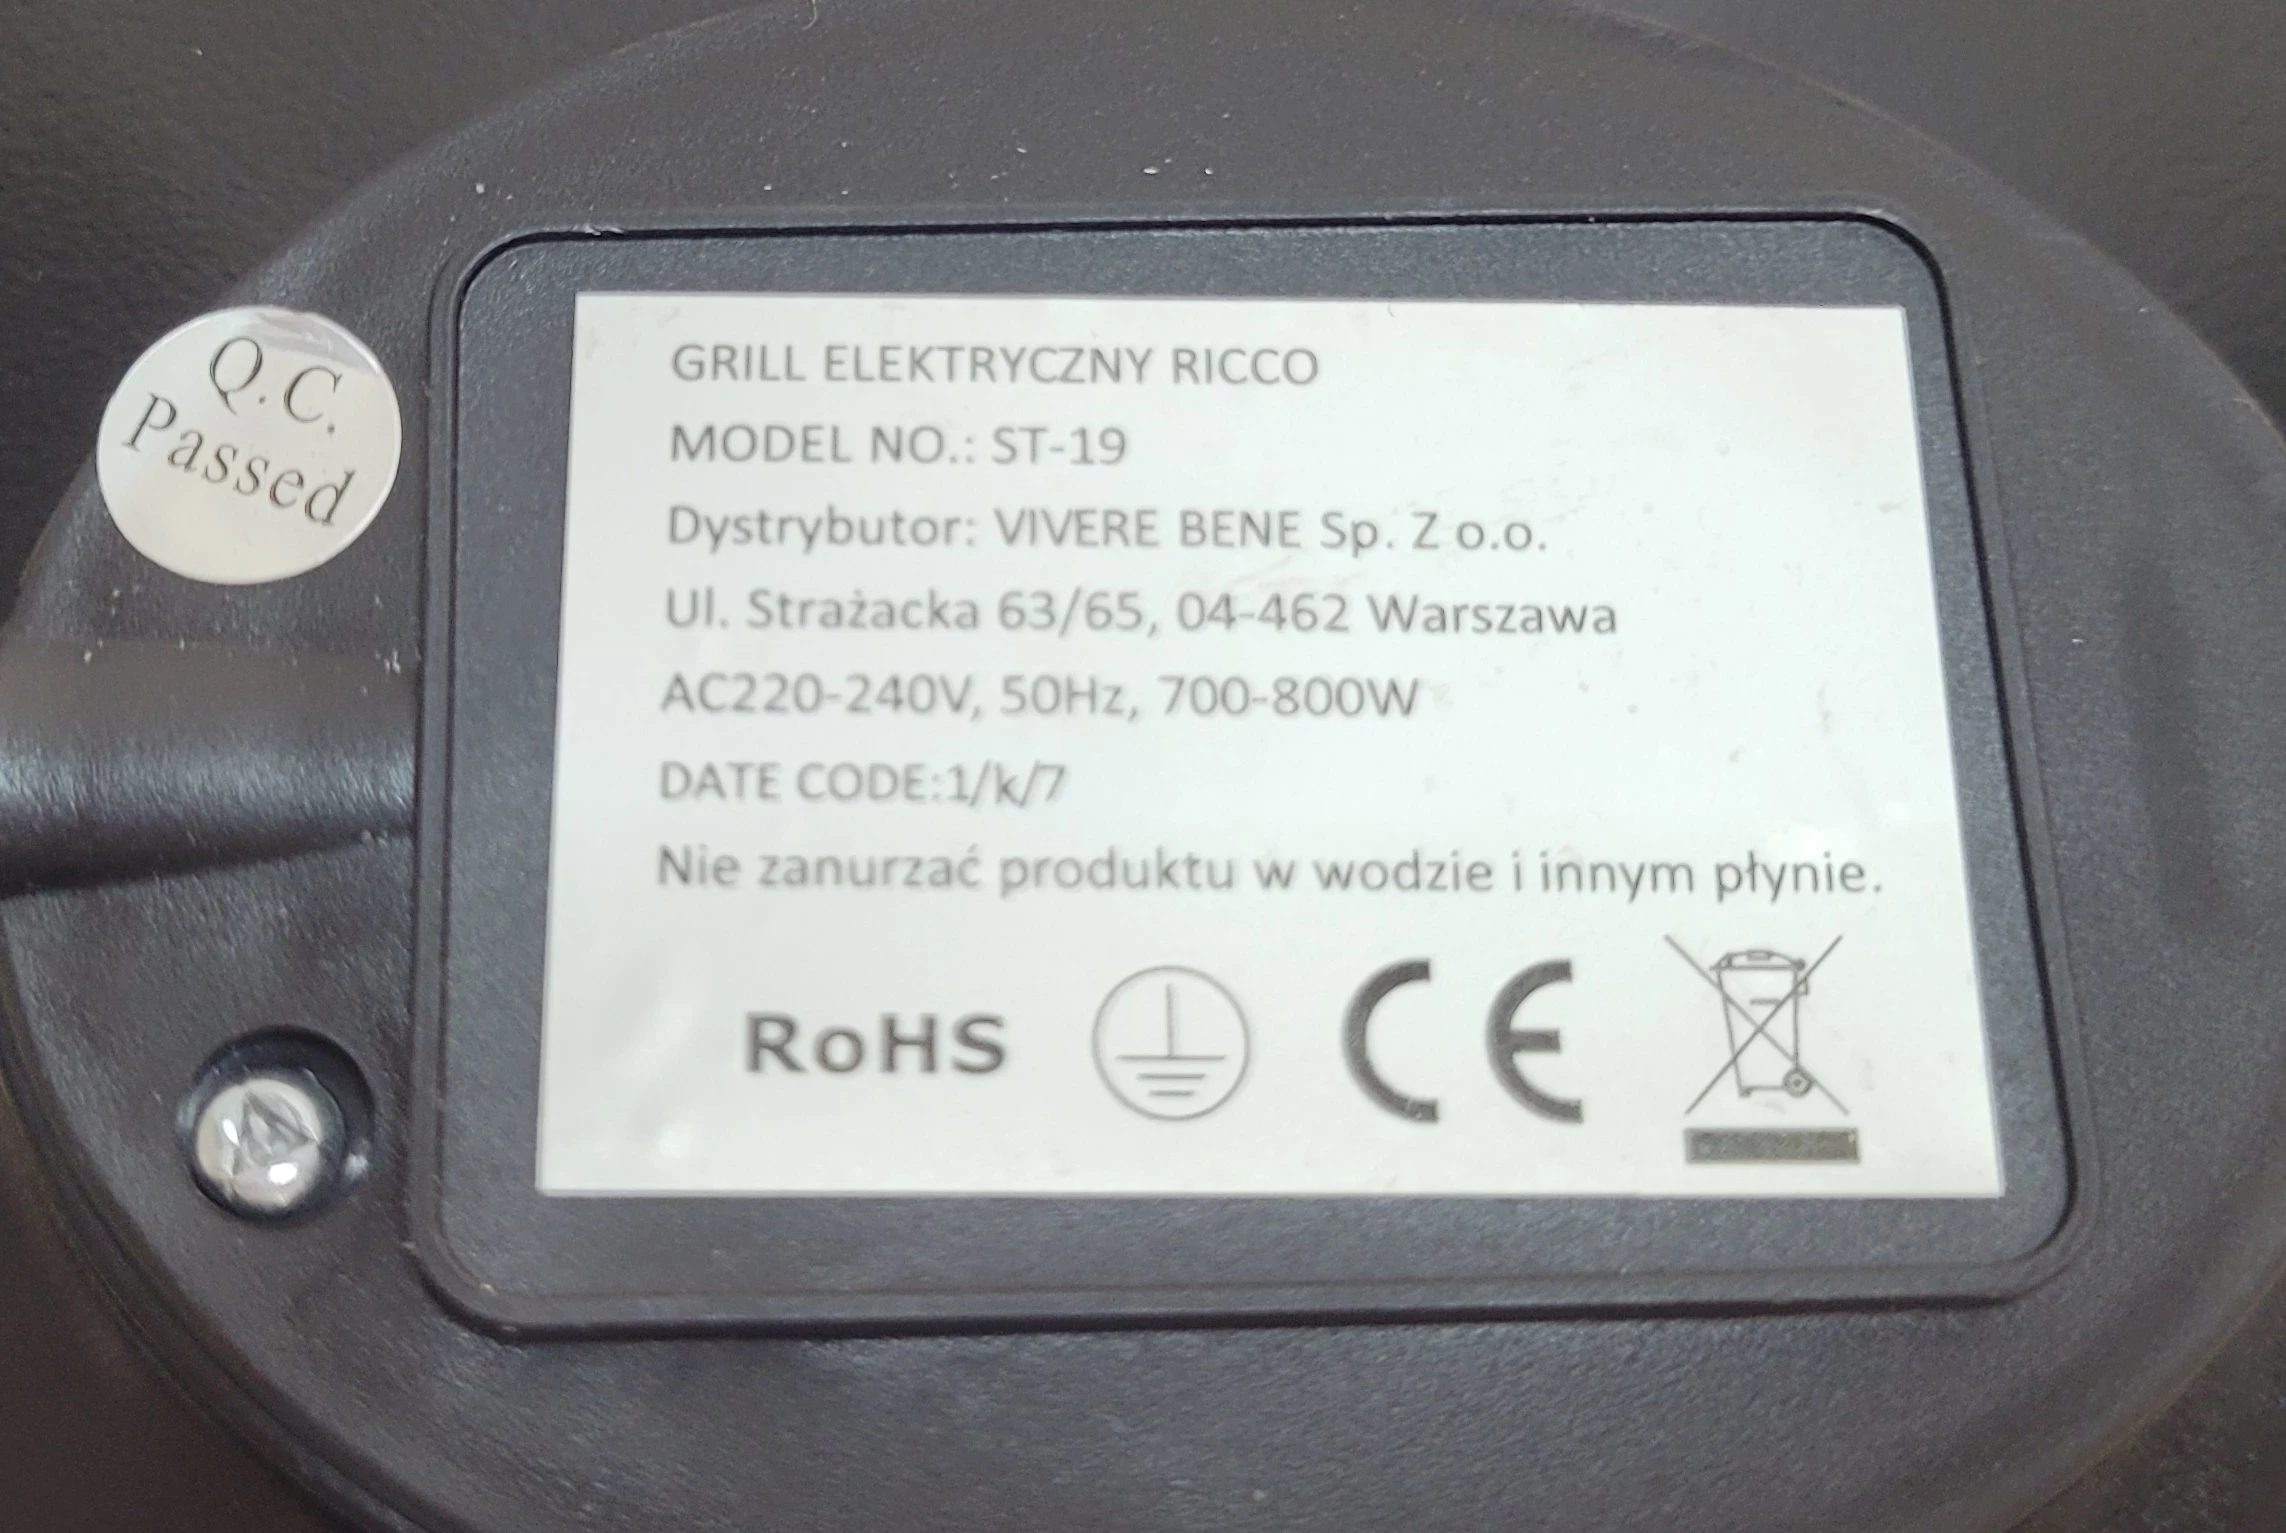 Q.C.
Passed
GRILL ELEKTRYCZNY RICCO
MODEL NO.: ST-19
Dystrybutor: VIVERE BENE Sp. Z o.o.
Ul. Strażacka 63/65, 04-462 Warszawa
AC220-240V, 50Hz, 700-800W
DATE CODE:1/k/7
Nie zanurzać produktu w wodzie i innym płynie.
RoHS CE